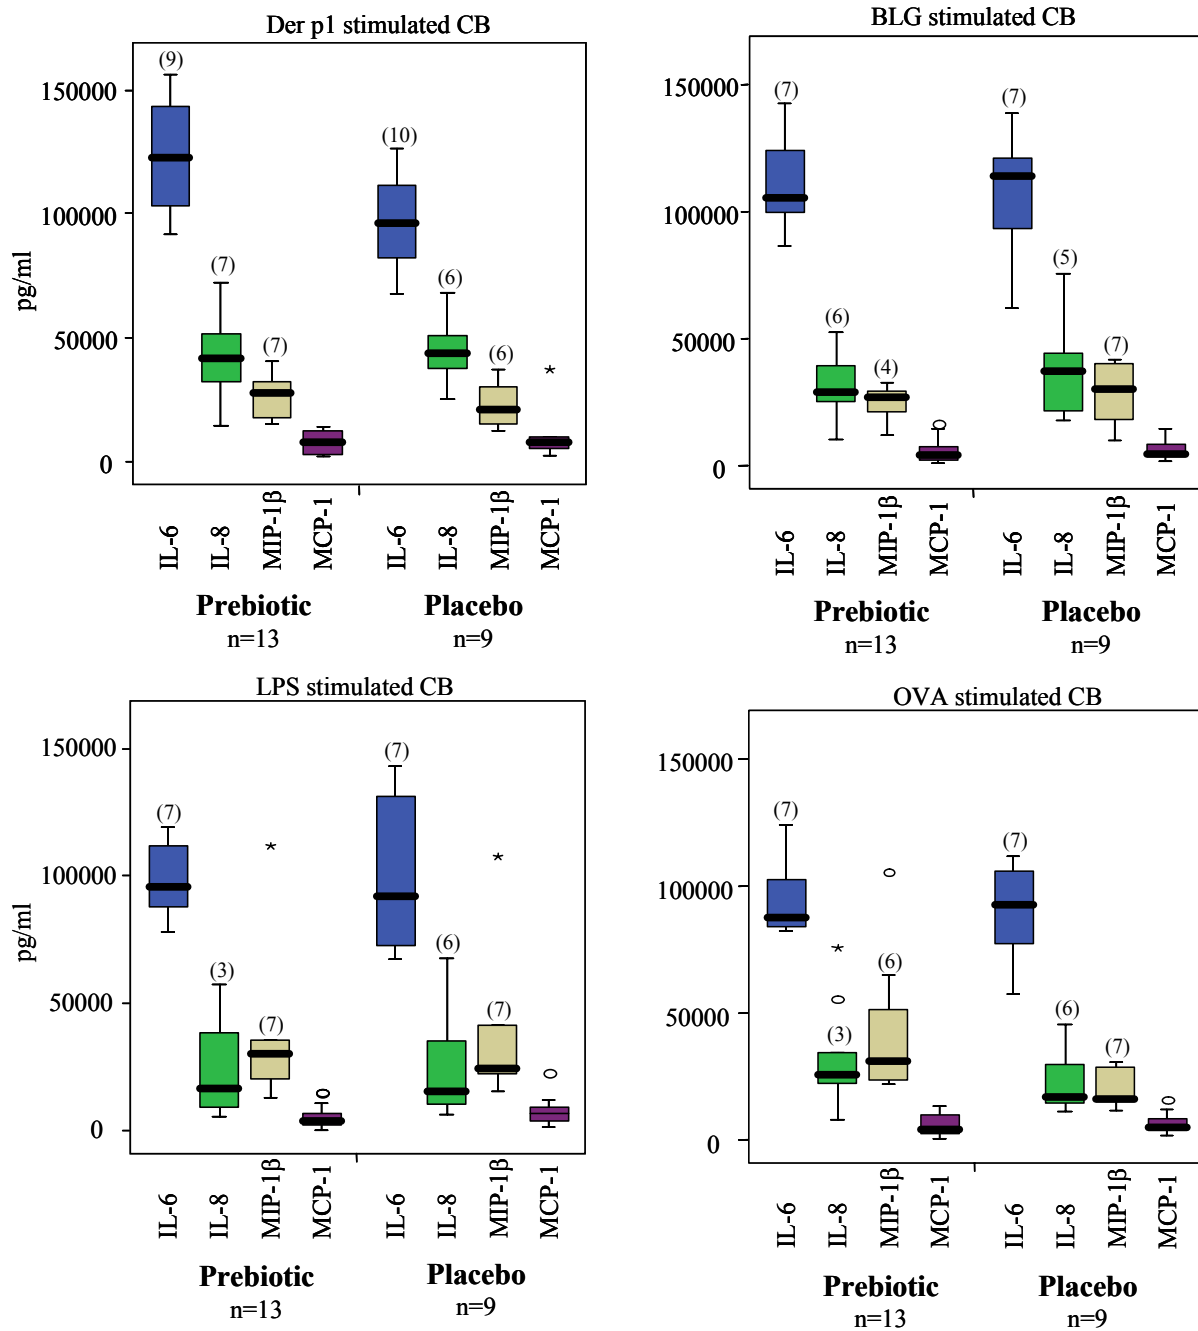 Der p1 stimulated CB
pg/ml
150000
100000
50000
0
(9)
(7)
(7)
(10)
(6)
(6)
*
IL-6
IL-8
MIP-1β
MCP-1
IL-6
IL-8
MIP-1β
MCP-1
Prebiotic
n=13
Placebo
n=9
BLG stimulated CB
150000
100000
50000
0
(7)
(6)
(4)
(7)
(5)
(7)
IL-6
IL-8
MIP-1β
MCP-1
IL-6
IL-8
MIP-1β
MCP-1
Prebiotic
n=13
Placebo
n=9
LPS stimulated CB
pg/ml
150000
100000
50000
0
(7)
(3)
(7)
*
(7)
(6)
(7)
*
IL-6
IL-8
MIP-1β
MCP-1
IL-6
IL-8
MIP-1β
MCP-1
Prebiotic
n=13
Placebo
n=9
OVA stimulated CB
150000
100000
50000
0
(7)
*
(3)
(6)
(7)
(6)
(7)
IL-6
IL-8
MIP-1β
MCP-1
IL-6
IL-8
MIP-1β
MCP-1
Prebiotic
n=13
Placebo
n=9